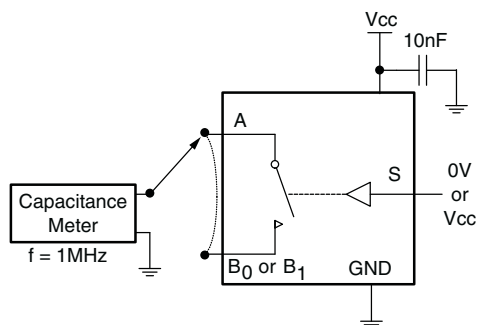 Vcc
10nF
A
S
0V
or
Vcc
Capacitance
Meter
f = 1MHz
B0 or B1
GND